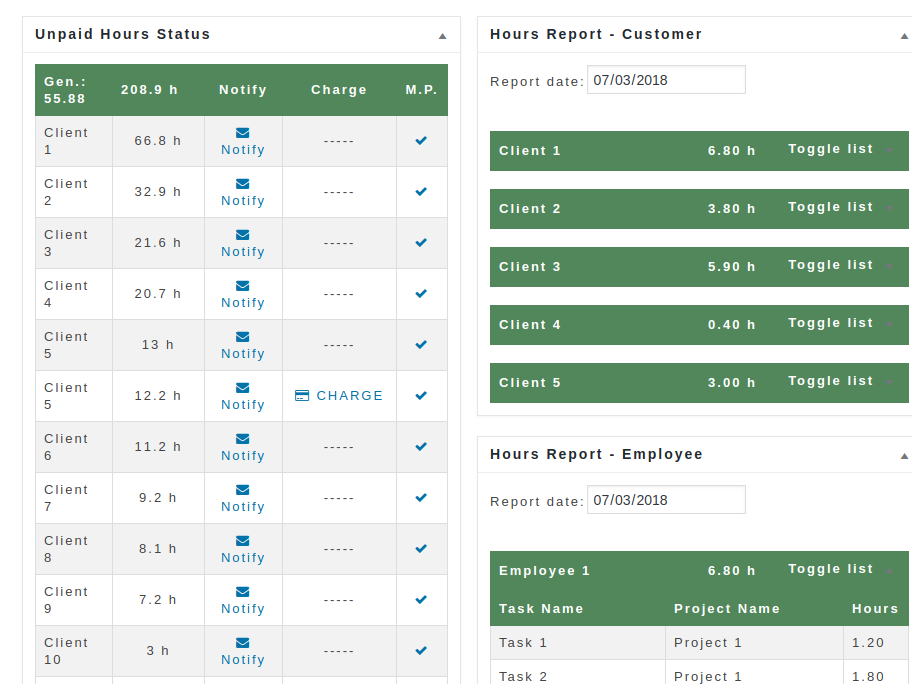 Unpaid Hours Status
Gen.: 55.88 208.9 h Notify Charge M.P.
Client 1 66.8 h Notify -----
Client 2 32.9 h Notify -----
Client 3 21.6 h Notify -----
Client 4 20.7 h Notify -----
Client 5 13 h Notify -----
Client 5 12.2 h Notify CHARGE
Client 6 11.2 h Notify -----
Client 7 9.2 h Notify -----
Client 8 8.1 h Notify -----
Client 9 7.2 h Notify -----
Client 10 3 h Notify -----
Hours Report - Customer
Report date: 07/03/2018
Client 1 6.80 h Toggle list
Client 2 3.80 h Toggle list
Client 3 5.90 h Toggle list
Client 4 0.40 h Toggle list
Client 5 3.00 h Toggle list
Hours Report - Employee
Report date: 07/03/2018
Employee 1 6.80 h Toggle list
Task Name Project Name Hours
Task 1 Project 1 1.20
Task 2 Project 1 1.80